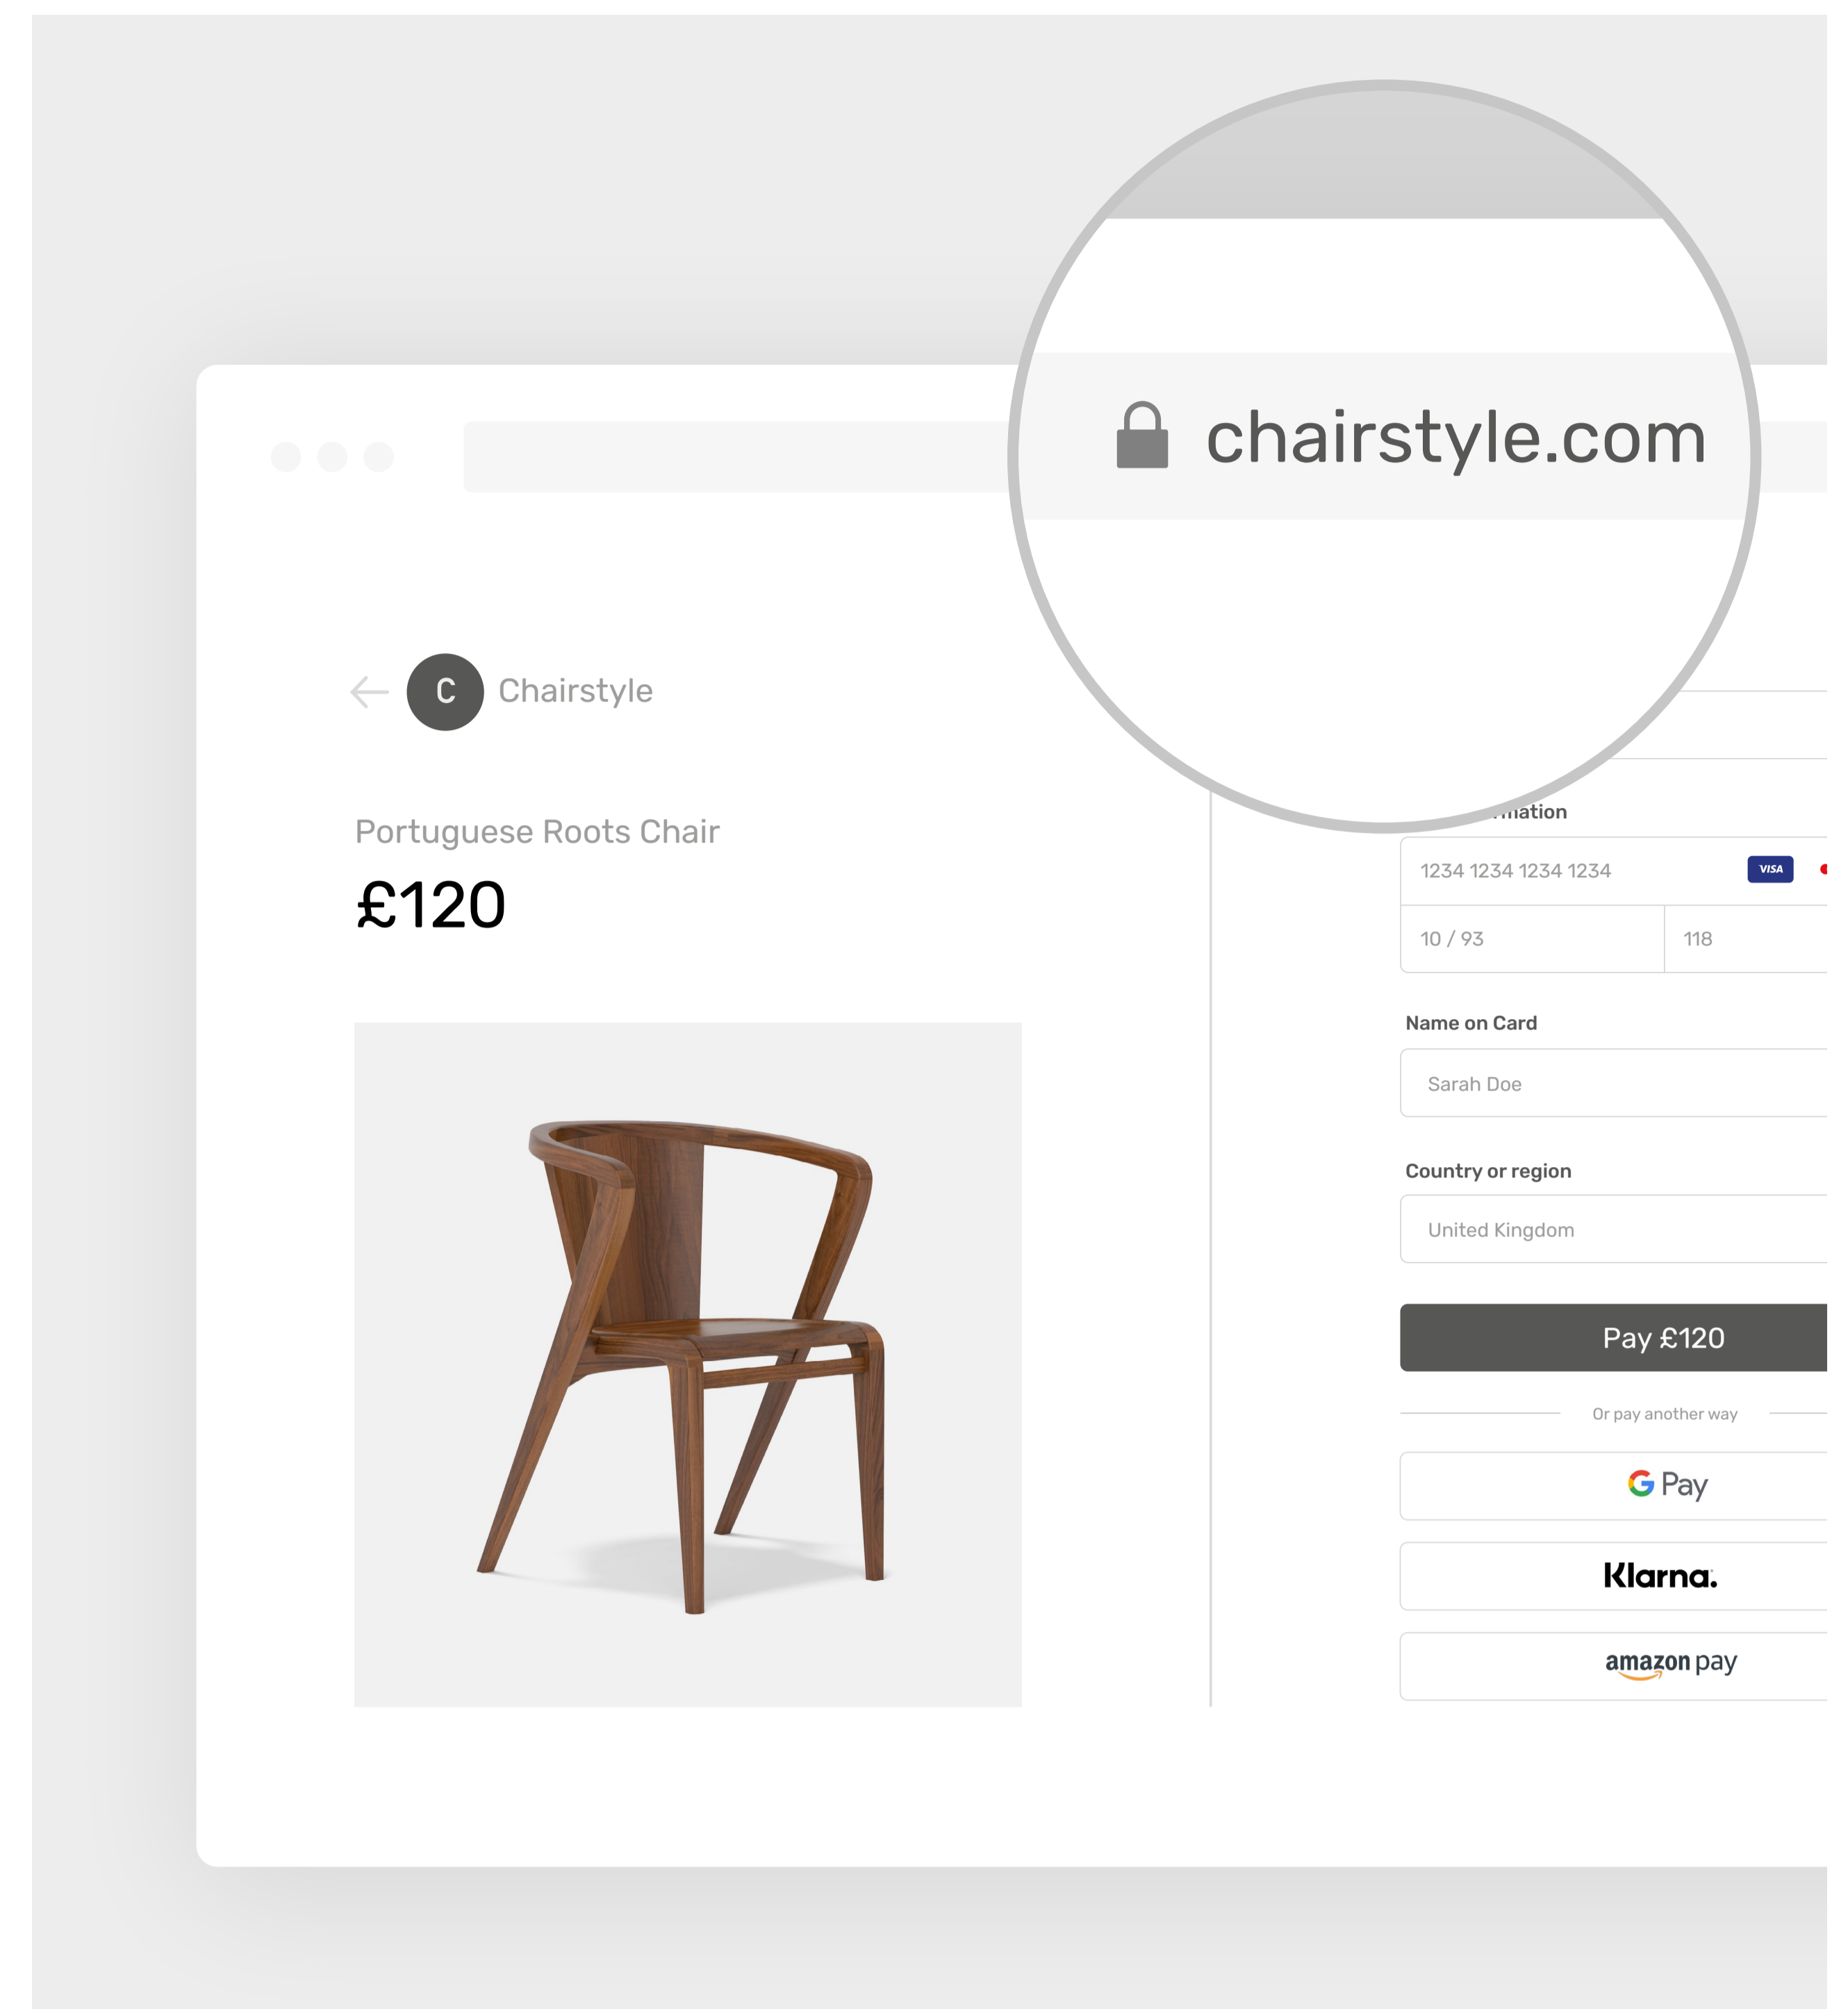 chairstyle.com
C Chairstyle
Portuguese Roots Chair
£120
1234 1234 1234 1234 VISA
10 / 93 118
Name on Card
Sarah Doe
Country or region
United Kingdom
Pay £120
Or pay another way
G Pay
Klarna.
amazon pay